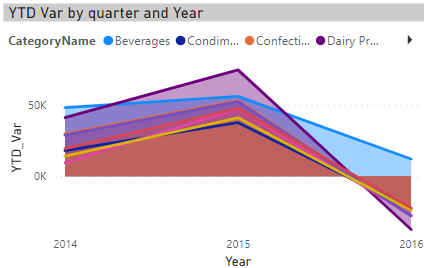 YTD Var by quarter and Year
CategoryName Beverages Condim... Confecti... Dairy Pr...
50K
0K
YTD_Var
2014 2015 2016
Year